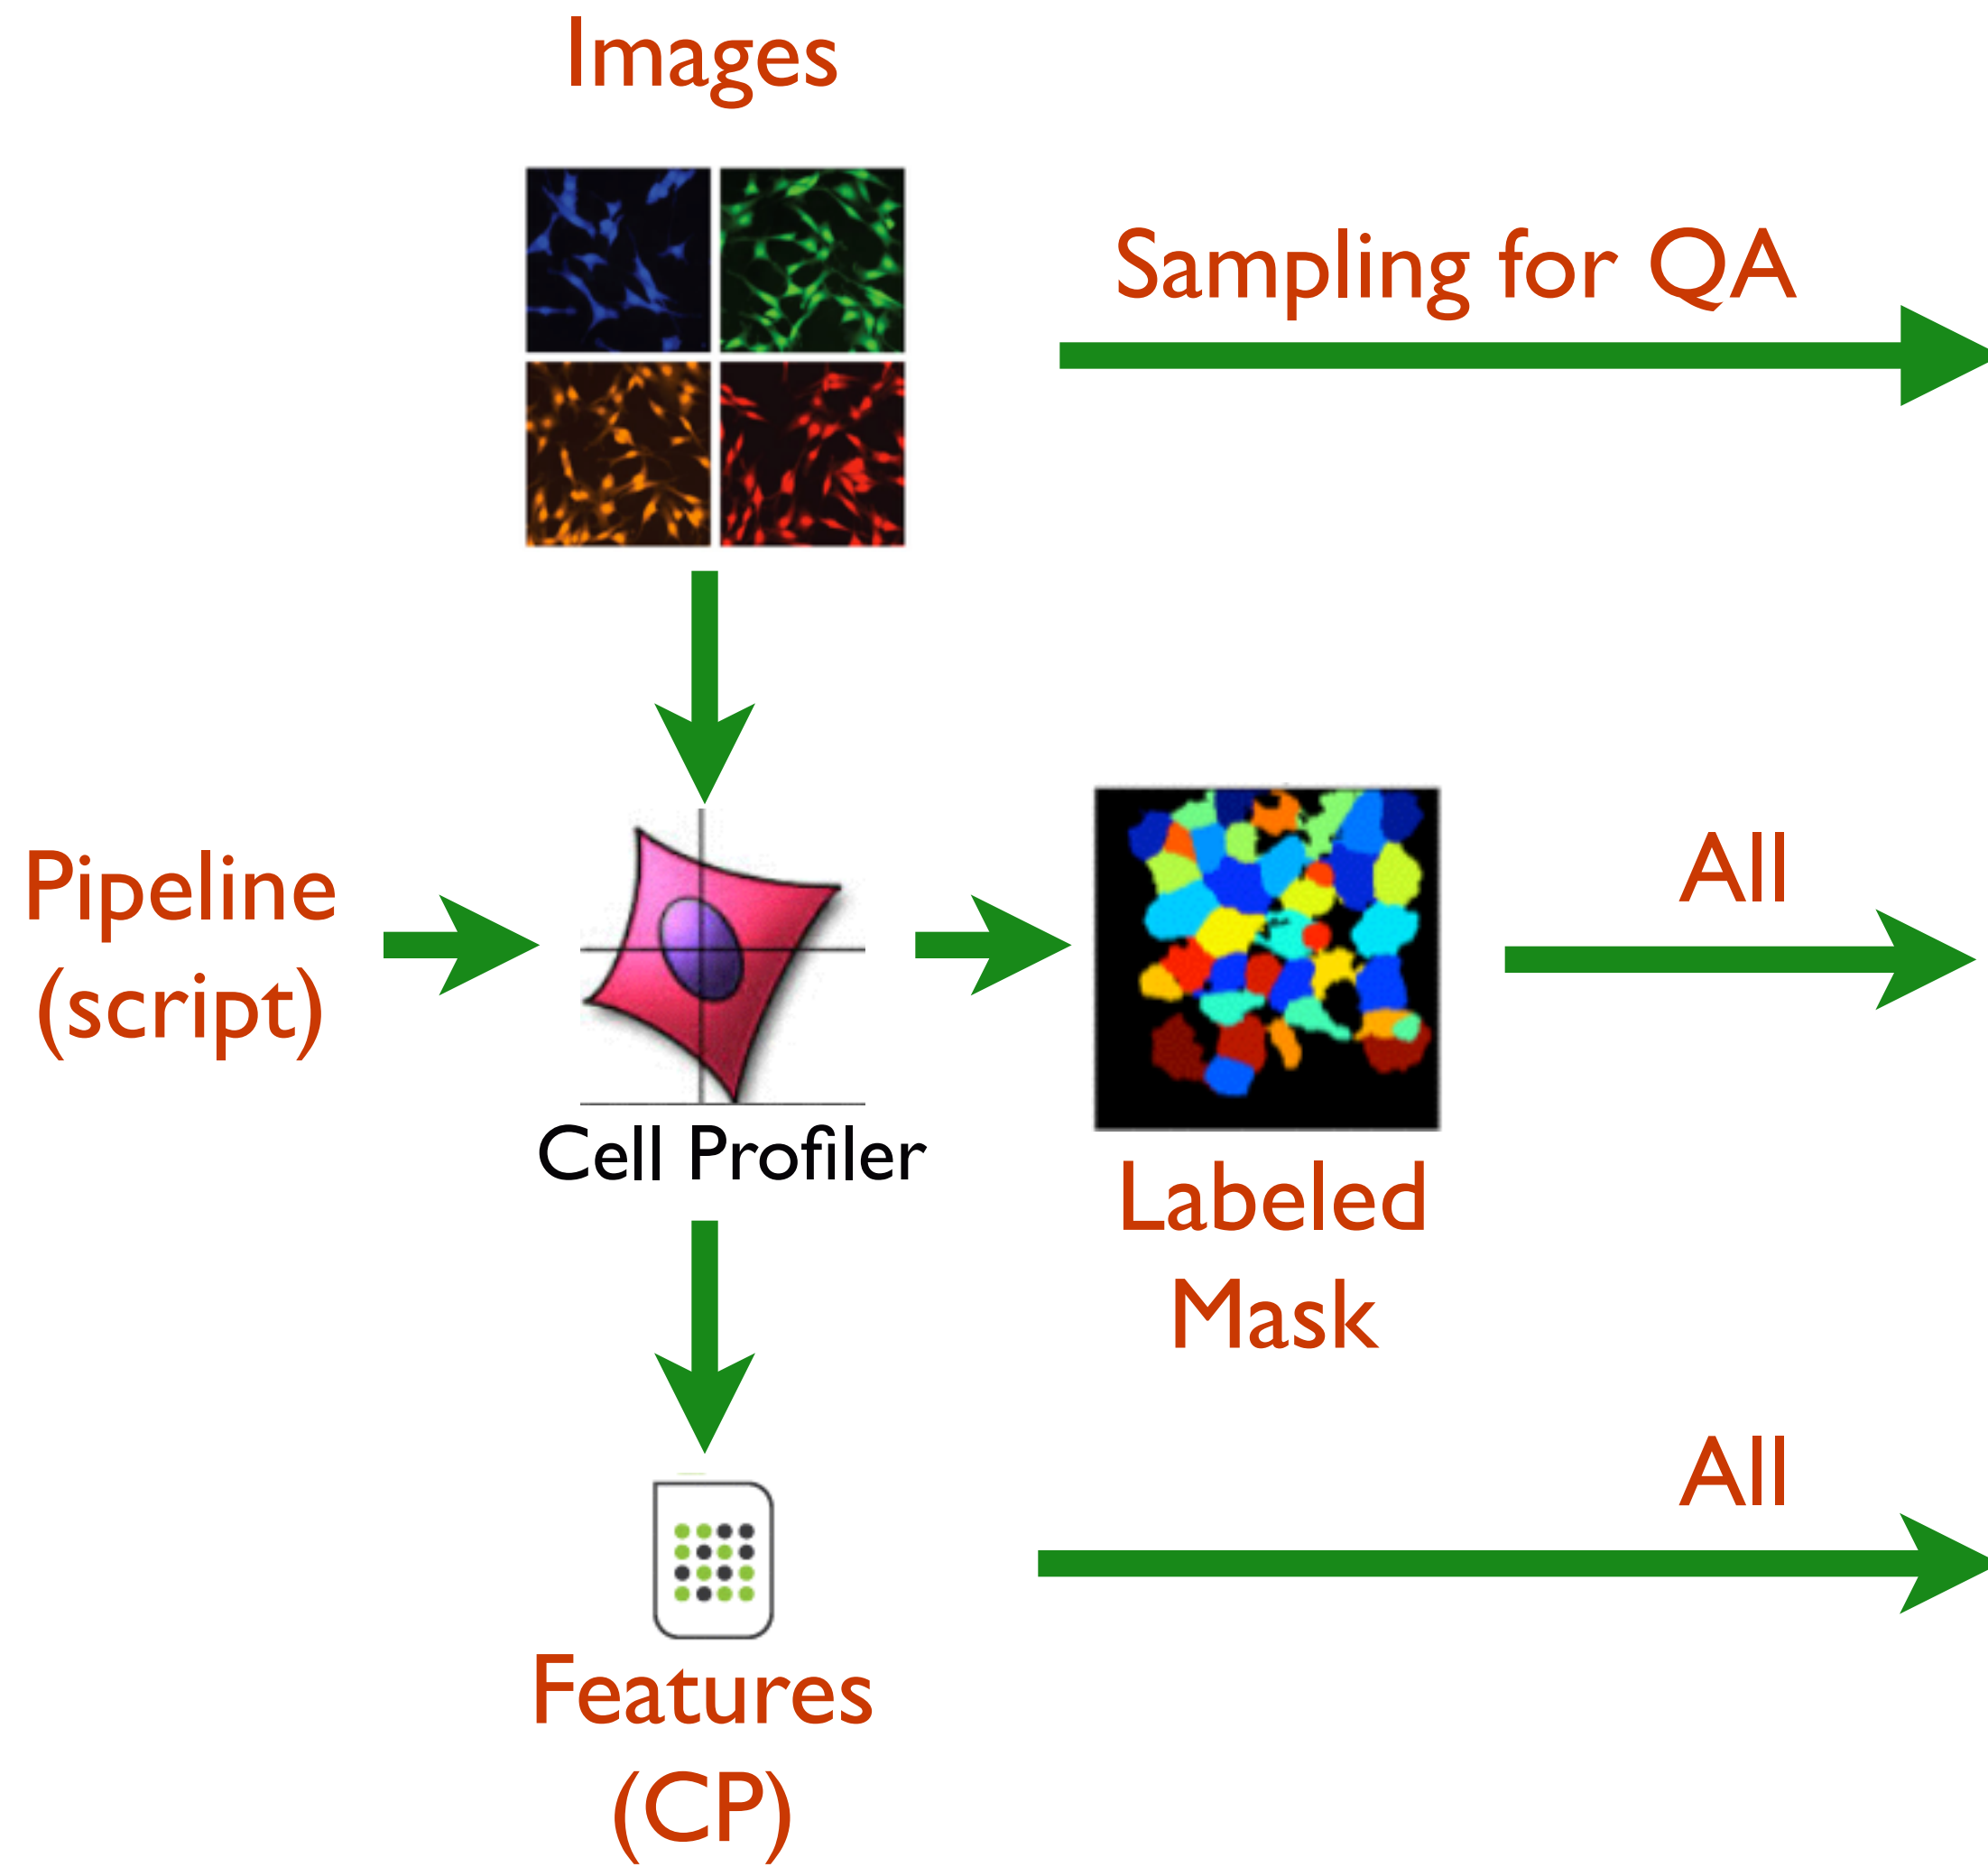 Images
Sampling for QA
Pipeline
(script)
All
Cell Profiler
Labeled
Mask
All
Features
(CP)